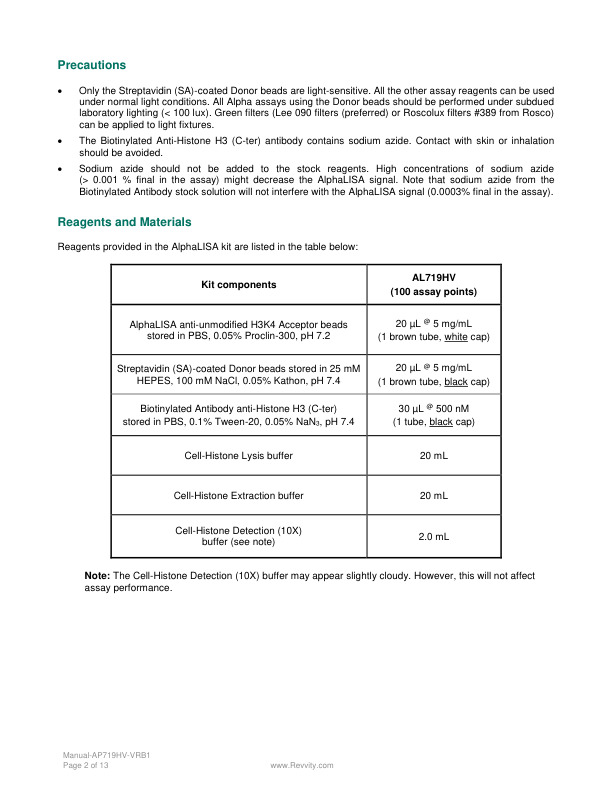 Precautions
• Only the Streptavidin (SA)-coated Donor beads are light-sensitive. All the other assay reagents can be used
under normal light conditions. All Alpha assays using the Donor beads should be performed under subdued
laboratory lighting (< 100 lux). Green filters (Lee 090 filters (preferred) or Roscolux filters #389 from Rosco)
can be applied to light fixtures.
• The Biotinylated Anti-Histone H3 (C-ter) antibody contains sodium azide. Contact with skin or inhalation
should be avoided.
• Sodium azide should not be added to the stock reagents. High concentrations of sodium azide
(> 0.001 % final in the assay) might decrease the AlphaLISA signal. Note that sodium azide from the
Biotinylated Antibody stock solution will not interfere with the AlphaLISA signal (0.0003% final in the assay).
Reagents and Materials
Reagents provided in the AlphaLISA kit are listed in the table below:
Kit components
AL719HV
(100 assay points)
AlphaLISA anti-unmodified H3K4 Acceptor beads
stored in PBS, 0.05% Proclin-300, pH 7.2
20 µL @ 5 mg/mL
(1 brown tube, white cap)
Streptavidin (SA)-coated Donor beads stored in 25 mM
HEPES, 100 mM NaCl, 0.05% Kathon, pH 7.4
20 µL @ 5 mg/mL
(1 brown tube, black cap)
Biotinylated Antibody anti-Histone H3 (C-ter)
stored in PBS, 0.1% Tween-20, 0.05% NaN₃, pH 7.4
30 µL @ 500 nM
(1 tube, black cap)
Cell-Histone Lysis buffer
20 mL
Cell-Histone Extraction buffer
20 mL
Cell-Histone Detection (10X)
buffer (see note)
2.0 mL
Note: The Cell-Histone Detection (10X) buffer may appear slightly cloudy. However, this will not affect
assay performance.
Manual-AP719HV-VRB1
Page 2 of 13
www.Revvity.com